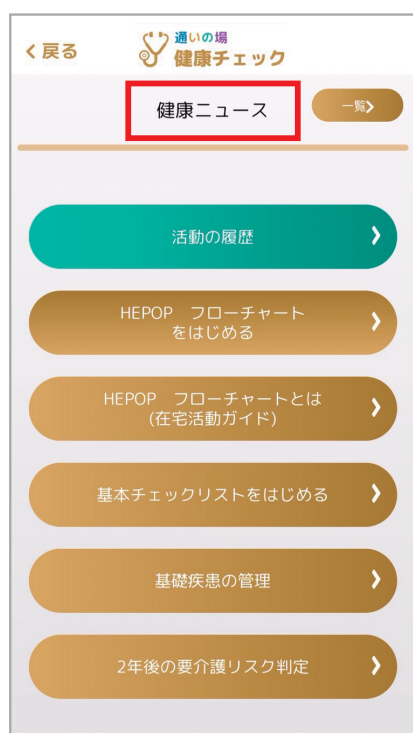 戻る
通いの場
健康チェック
健康ニュース
一覧
活動の履歴
HEPOP　フローチャート
をはじめる
HEPOP　フローチャートとは
(在宅活動ガイド)
基本チェックリストをはじめる
基礎疾患の管理
2年後の要介護リスク判定